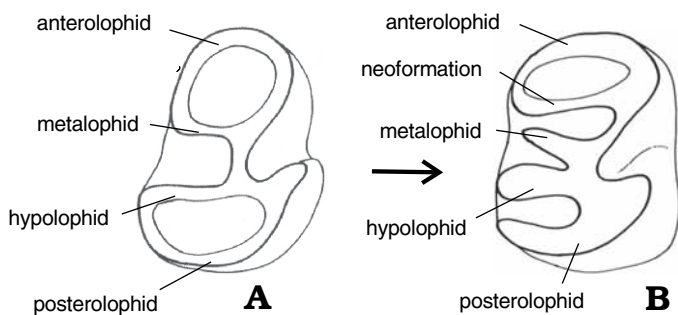 anterolophid
metalophid
hypolophid
posterolophid
A
anterolophid
neoformation
metalophid
hypolophid
posterolophid
B